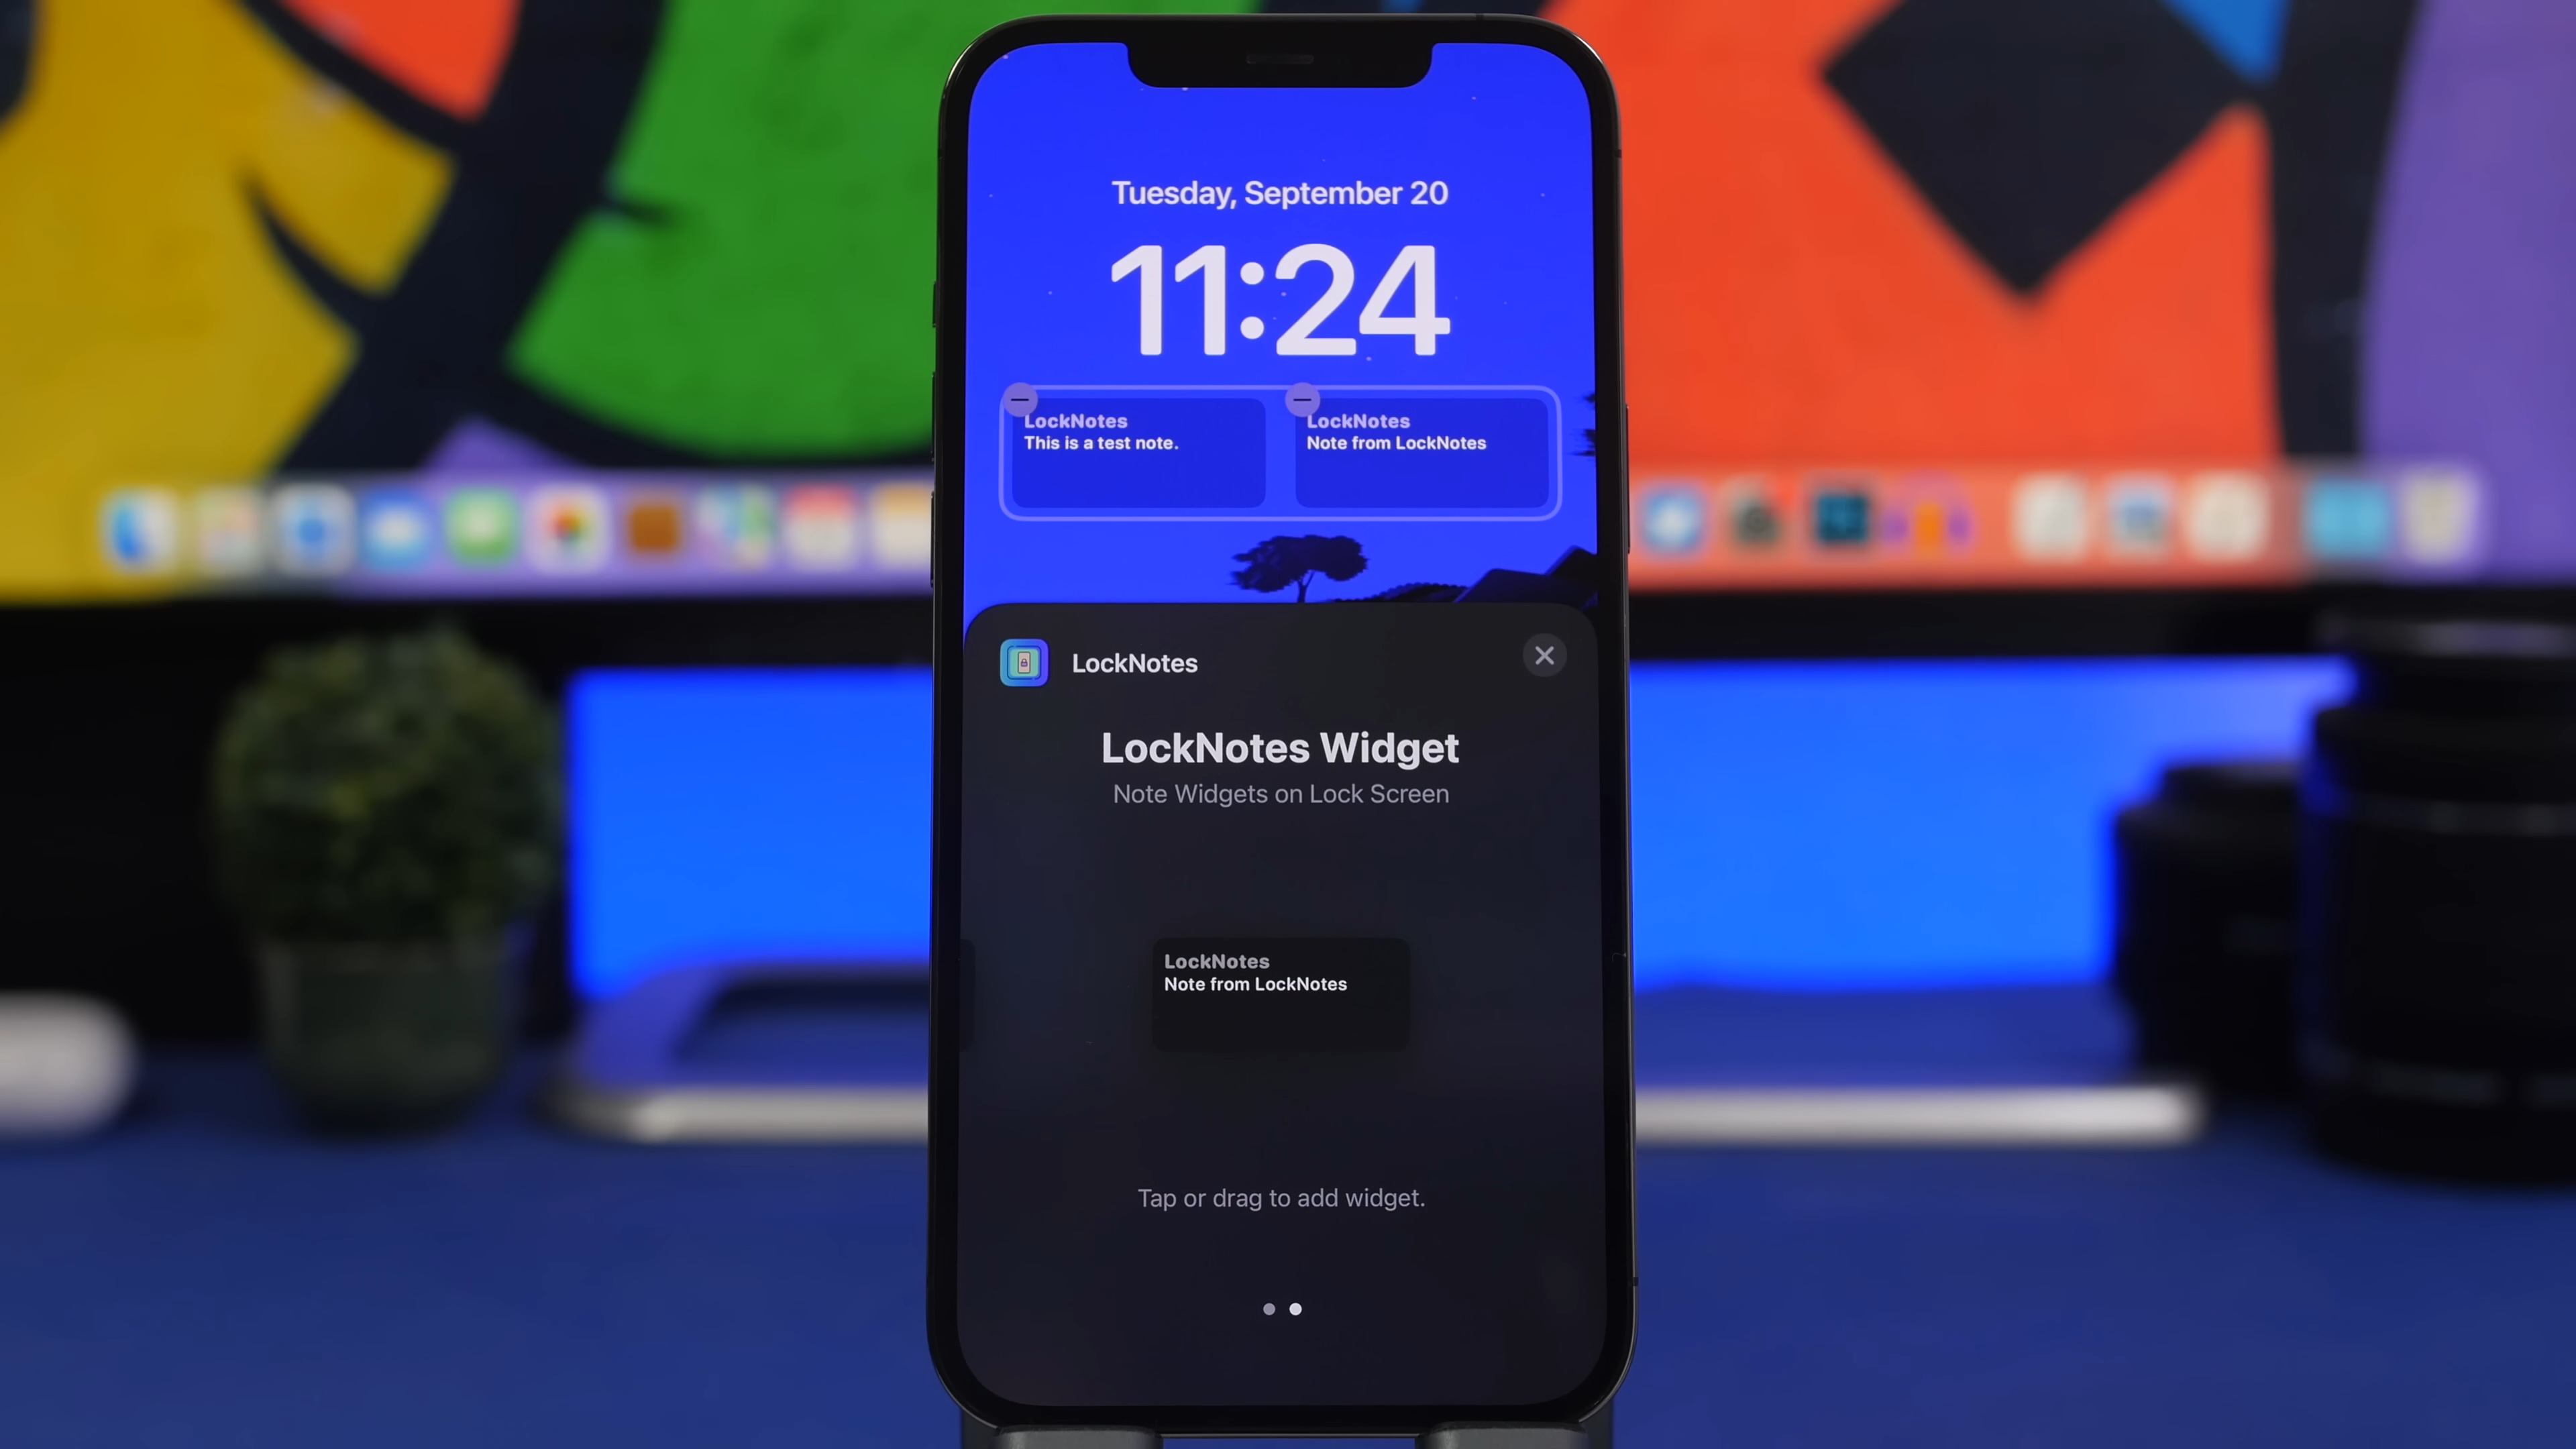 Tuesday, September 20
11:24
LockNotes
This is a test note.
LockNotes
Note from LockNotes
LockNotes
LockNotes Widget
Note Widgets on Lock Screen
LockNotes
Note from LockNotes
Tap or drag to add widget.